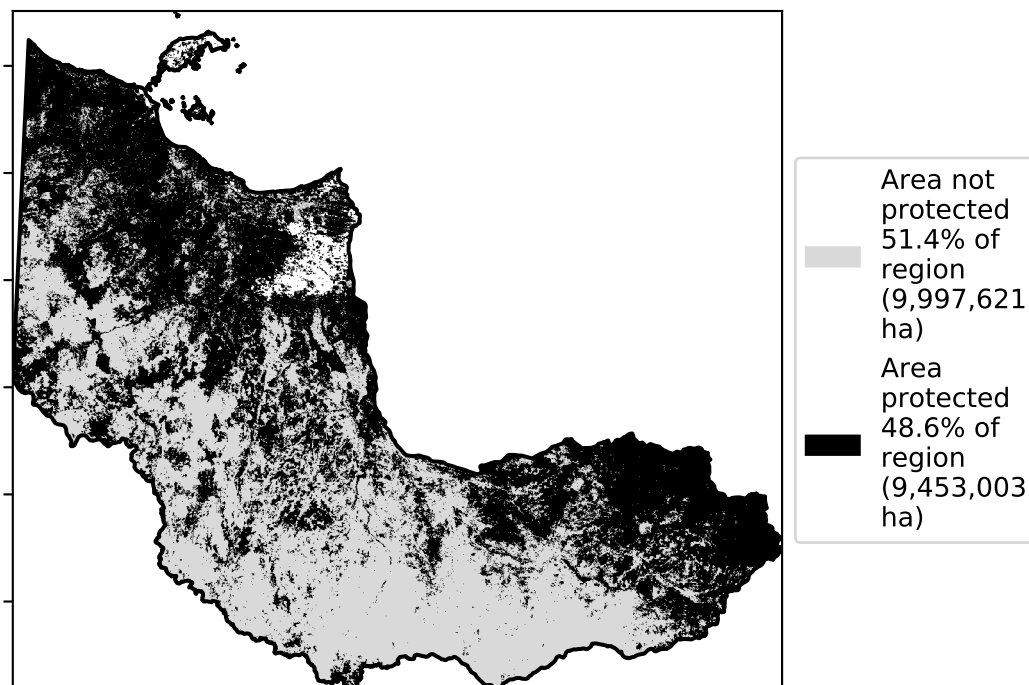 Area not
protected
51.4% of
region
(9,997,621
ha)
Area
protected
48.6% of
region
(9,453,003
ha)